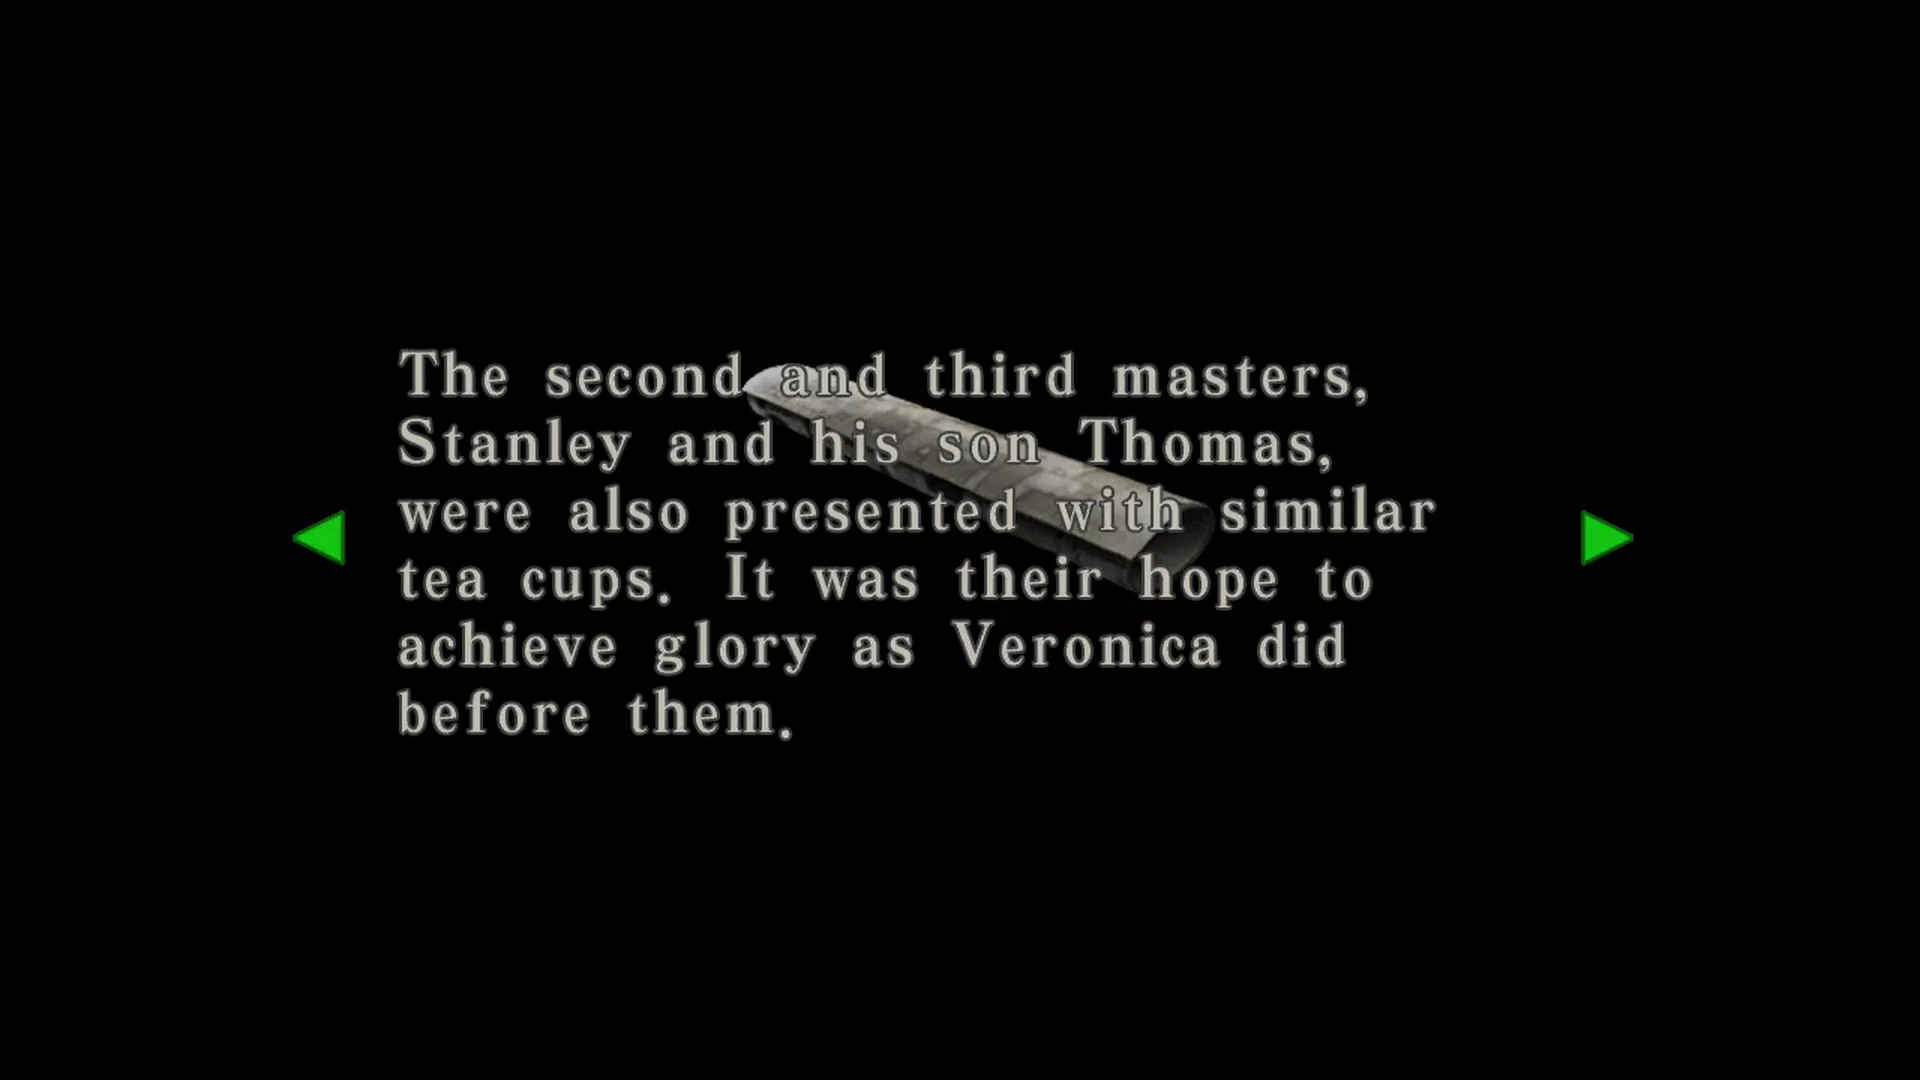 The second and third masters,
Stanley and his son Thomas,
were also presented with similar
tea cups. It was their hope to
achieve glory as Veronica did
before them.